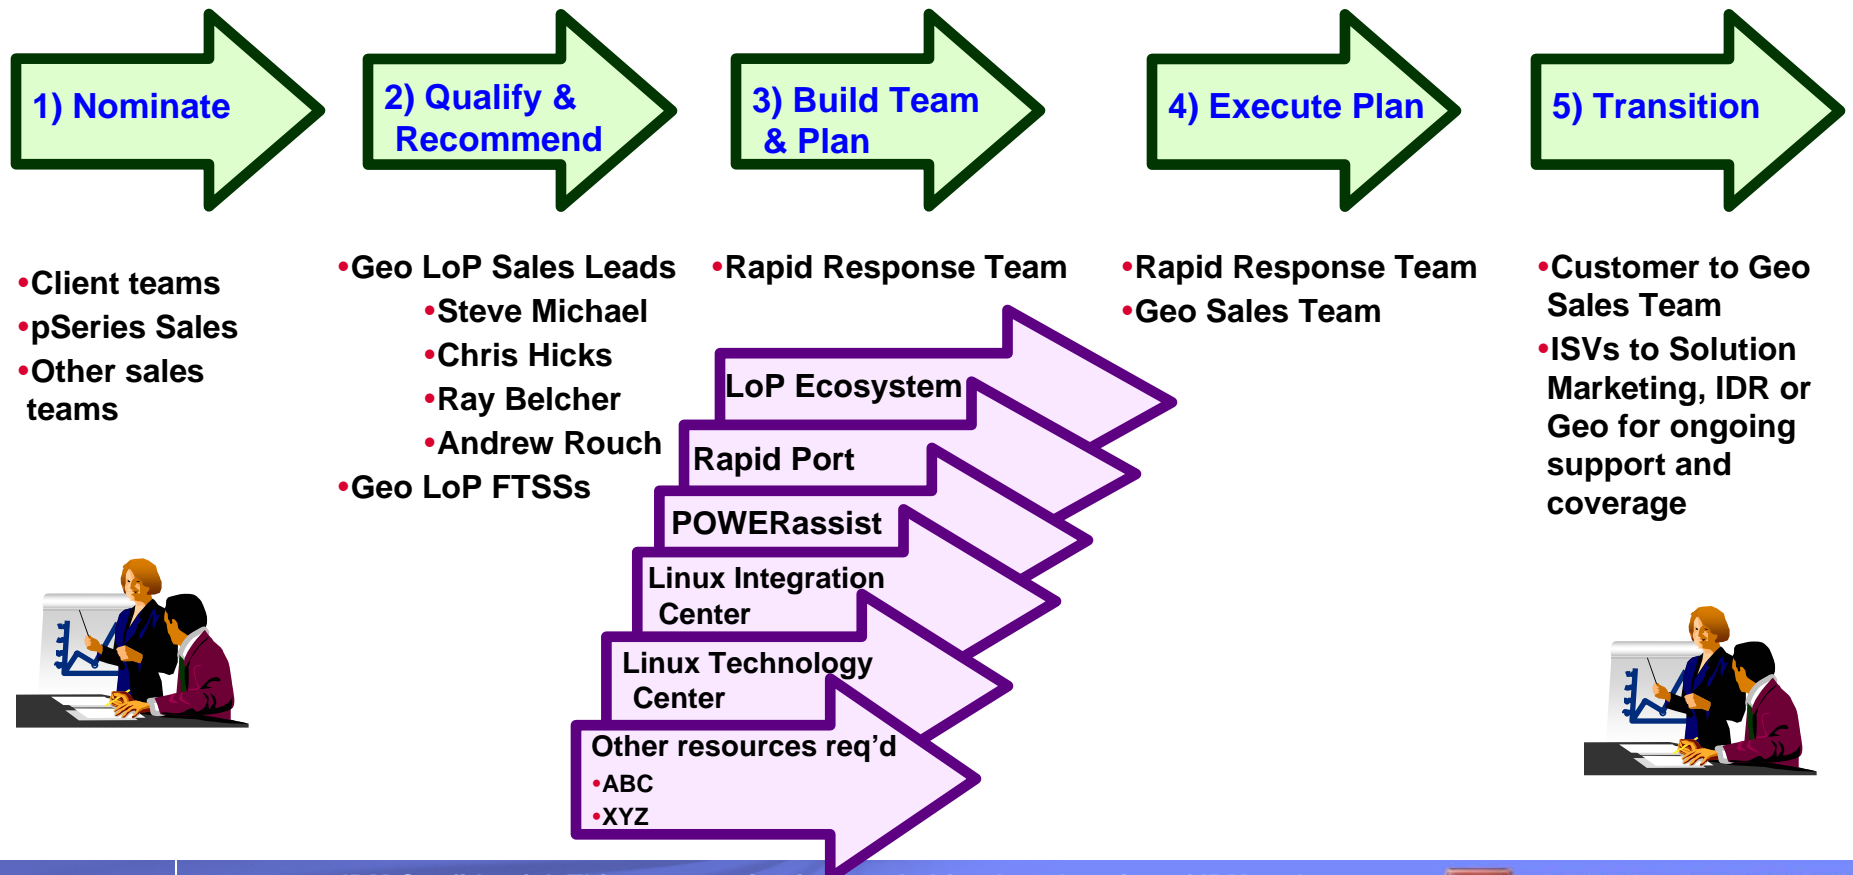 1) Nominate
2) Qualify &
Recommend
3) Build Team
& Plan
4) Execute Plan
5) Transition
•Client teams
•pSeries Sales
•Other sales
teams
•Geo LoP Sales Leads
•Steve Michael
•Chris Hicks
•Ray Belcher
•Andrew Rouch
•Geo LoP FTSSs
•Rapid Response Team
LoP Ecosystem
Rapid Port
POWERassist
Linux Integration
Center
Linux Technology
Center
Other resources req’d
•ABC
•XYZ
•Rapid Response Team
•Geo Sales Team
•Customer to Geo
Sales Team
•ISVs to Solution
Marketing, IDR or
Geo for ongoing
support and
coverage